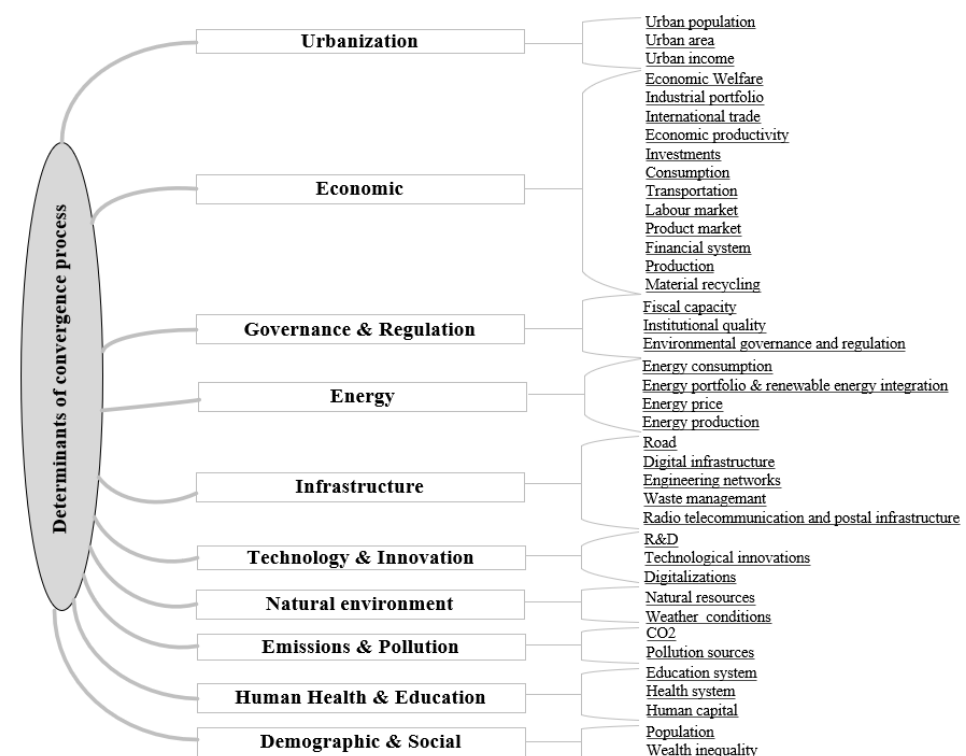 Determinants of convergence process
Urbanization
Urban population
Urban area
Urban income
Economic
Economic Welfare
Industrial portfolio
International trade
Economic productivity
Investments
Consumption
Transportation
Labour market
Product market
Financial system
Production
Material recycling
Governance & Regulation
Fiscal capacity
Institutional quality
Environmental governance and regulation
Energy
Energy consumption
Energy portfolio & renewable energy integration
Energy price
Energy production
Infrastructure
Road
Digital infrastructure
Engineering networks
Waste managemant
Radio telecommunication and postal infrastructure
Technology & Innovation
R&D
Technological innovations
Digitalizations
Natural environment
Natural resources
Weather conditions
Emissions & Pollution
CO2
Pollution sources
Human Health & Education
Education system
Health system
Human capital
Demographic & Social
Population
Wealth inequality